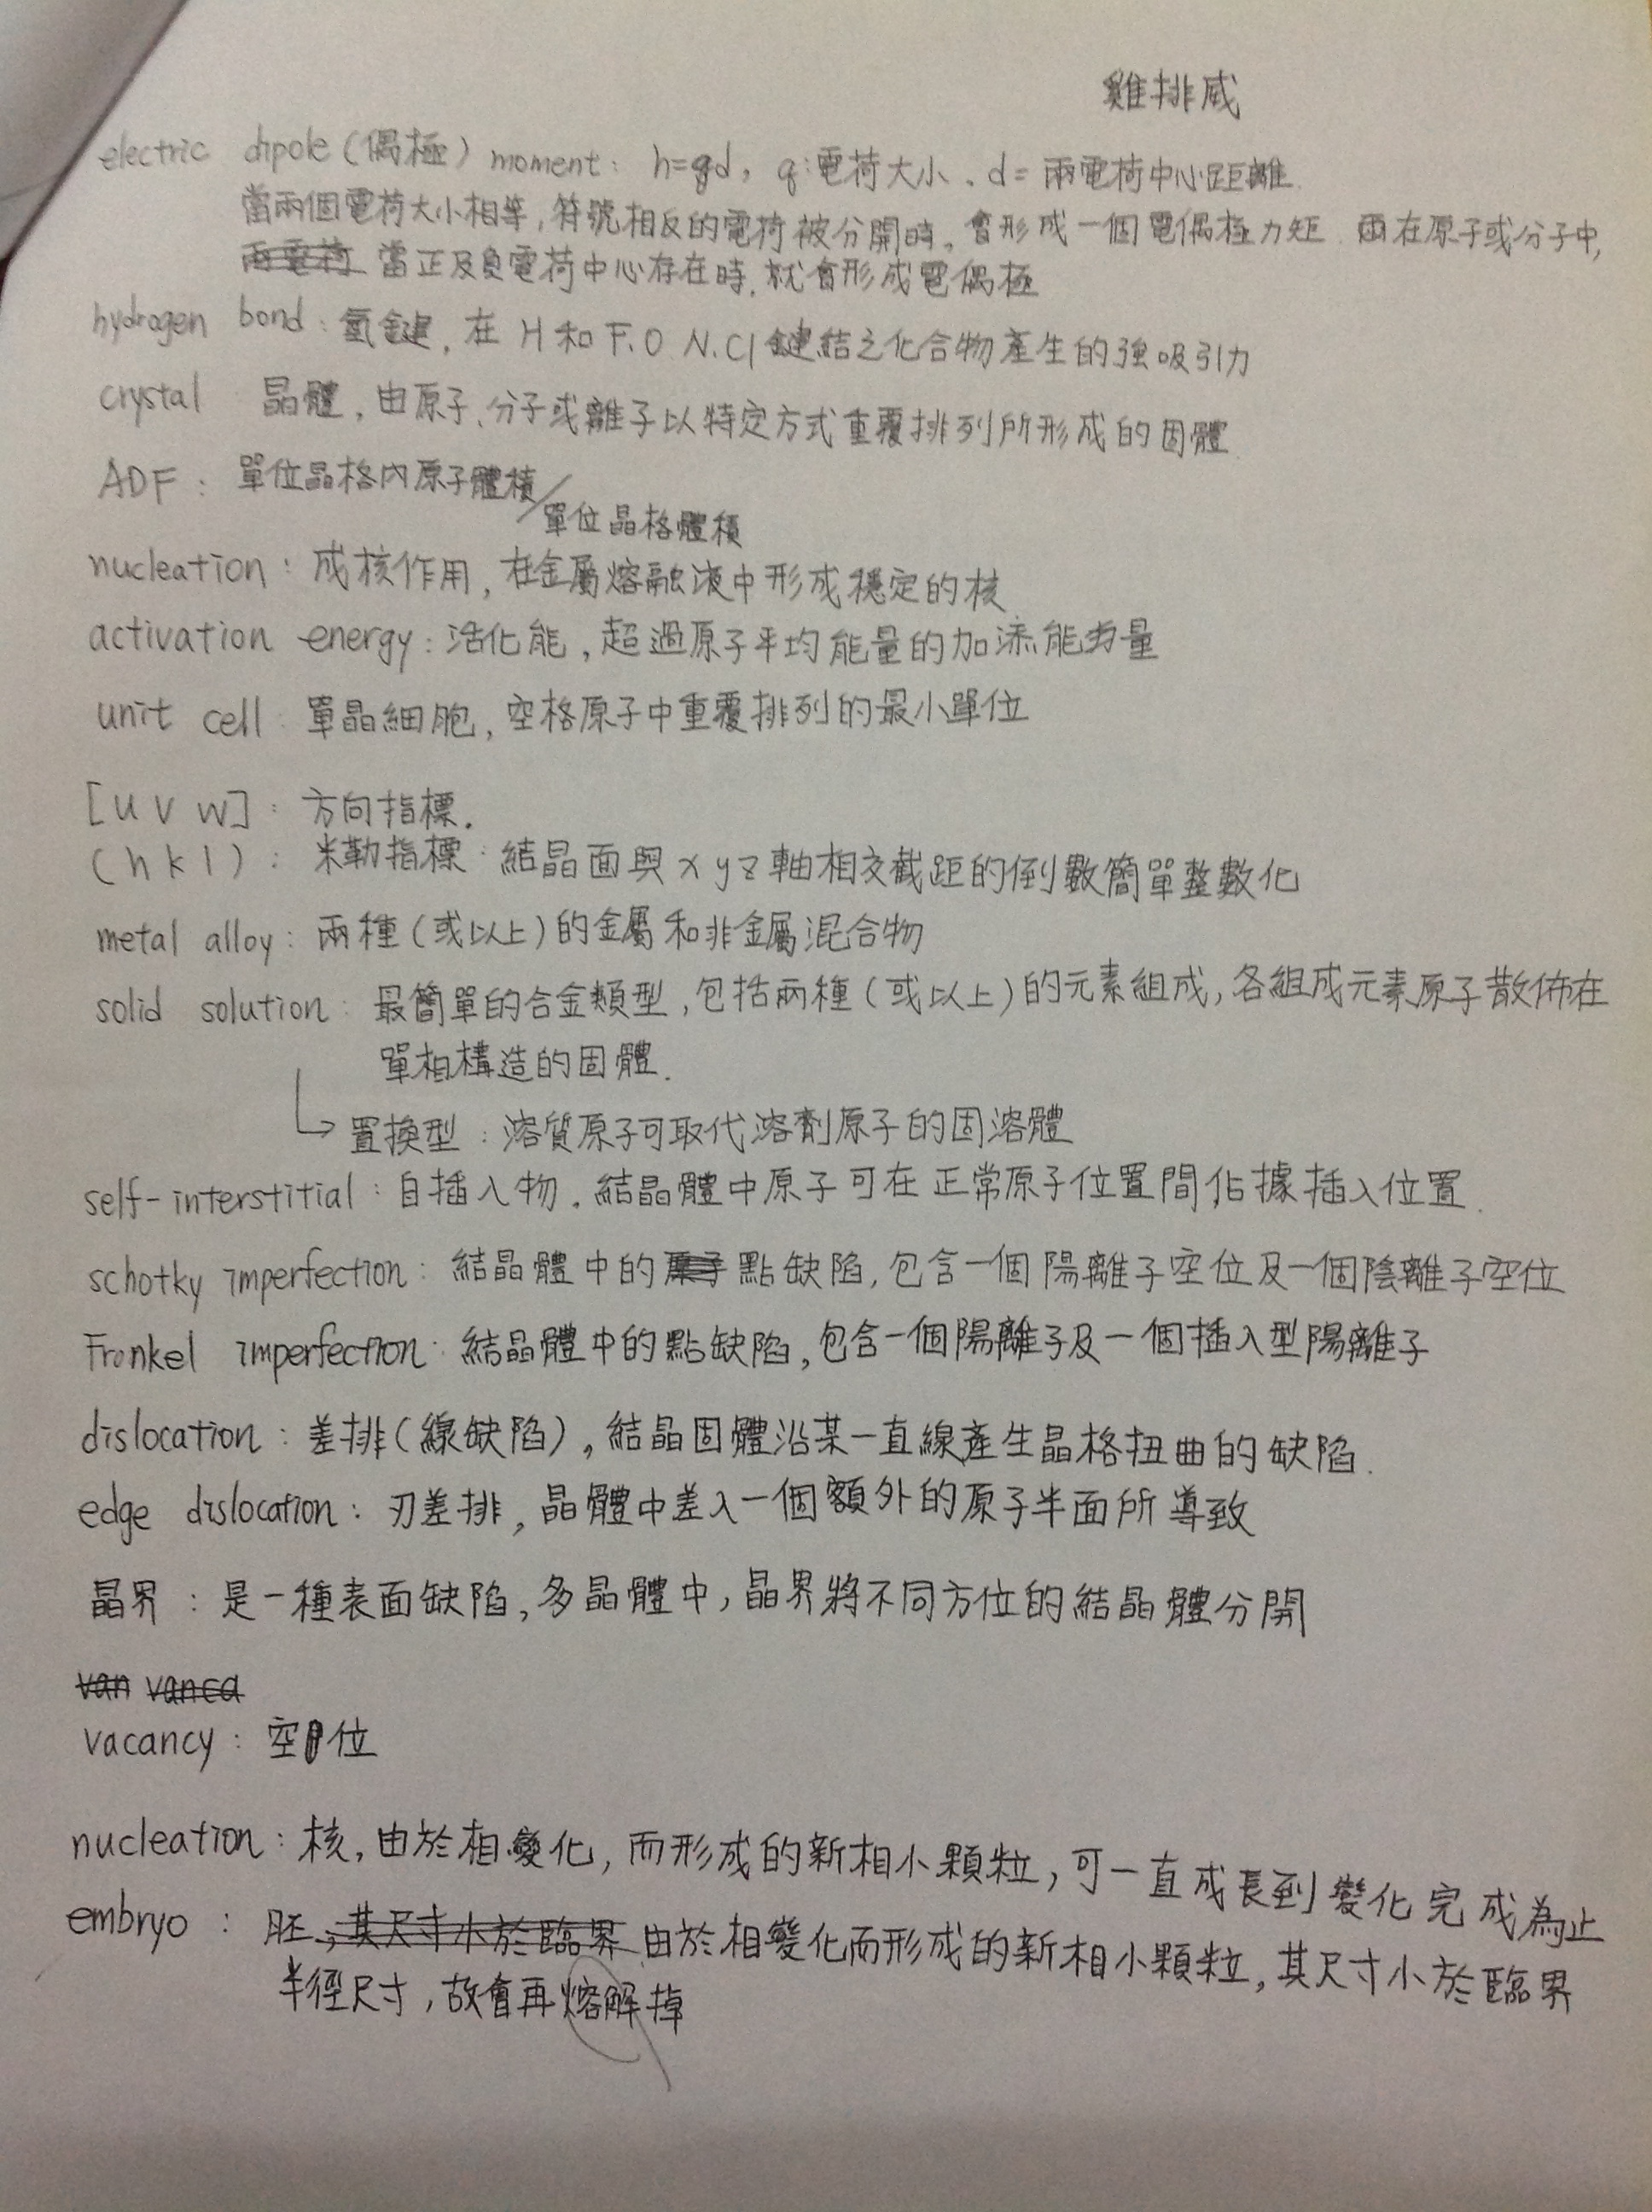 雞排威
electric dipole(偶極) moment: h=qd, q:電荷大小、d=兩電荷中心距離.
當兩個電荷大小相等,符號相反的電荷被分開時,會形成一個電偶極力矩.而在原子或分子中,
當正及負電荷中心存在時,就會形成電偶極
hydrogen bond:氫鍵,在H和F.O N.Cl鍵結之化合物產生的強吸引力
crystal 晶體,由原子、分子或離子以特定方式重覆排列所形成的固體
ADF: 單位晶格內原子體積/
單位晶格體積
nucleation: 成核作用,在金屬熔融液中形成穩定的核
activation energy:活化能,超過原子平均能量的加添能量
unit cell: 單晶細胞,空格原子中重覆排列的最小單位
[u v w]: 方向指標.
(h k l): 米勒指標:結晶面與xyz軸相交截距的倒數簡單整數化
metal alloy: 兩種(或以上)的金屬和非金屬混合物
solid solution: 最簡單的合金類型,包括兩種(或以上)的元素組成,各組成元素原子散佈在
單相構造的固體.
↳ 置換型:溶質原子可取代溶劑原子的固溶體
self-interstitial:自插入物.結晶體中原子可在正常原子位置間佔據插入位置.
schotky imperfection:結晶體中的點缺陷,包含一個陽離子空位及一個陰離子空位
Frenkel imperfection:結晶體中的點缺陷,包含一個陽離子及一個插入型陽離子
dislocation:差排(線缺陷),結晶固體沿某一直線產生晶格扭曲的缺陷.
edge dislocation:刃差排,晶體中差入一個額外的原子半面所導致
晶界:是一種表面缺陷,多晶體中,晶界將不同方位的結晶體分開
van vanca
vacancy:空位
nucleation:核,由於相變化,而形成的新相小顆粒,可一直成長到變化完成為止
embryo: 胚,其尺寸小於臨界 由於相變化而形成的新相小顆粒,其尺寸小於臨界
半徑尺寸,故會再熔解掉